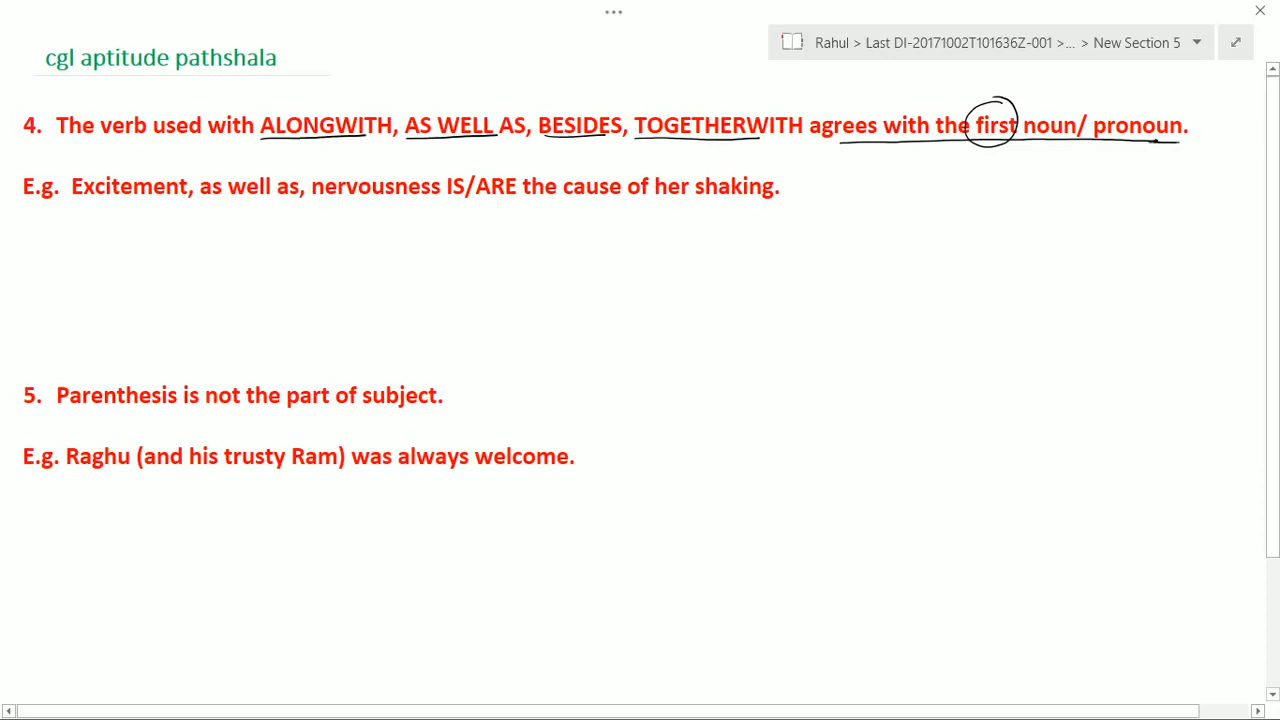 Rahul > Last DI-20171002T101636Z-001 >... > New Section 5
cgl aptitude pathshala
4. The verb used with ALONGWITH, AS WELL AS, BESIDES, TOGETHERWITH agrees with the first noun/ pronoun.
E.g. Excitement, as well as, nervousness IS/ARE the cause of her shaking.
5. Parenthesis is not the part of subject.
E.g. Raghu (and his trusty Ram) was always welcome.